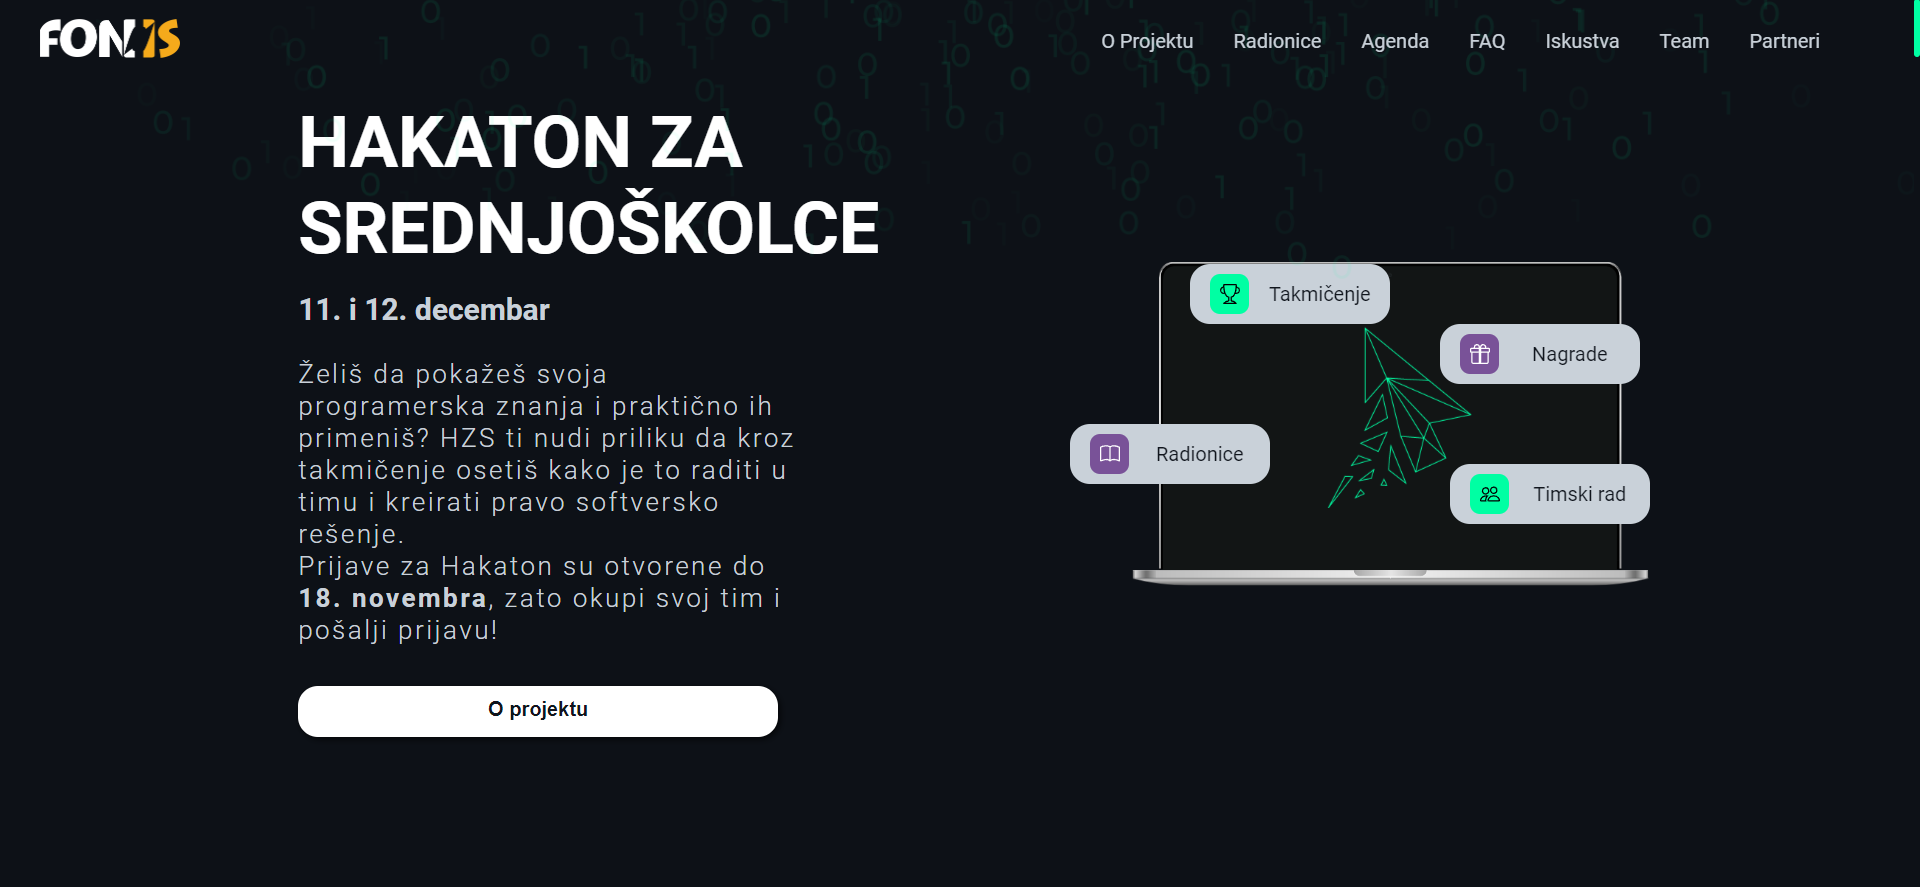 FONIS
O Projektu Radionice Agenda FAQ Iskustva Team Partneri
HAKATON ZA
SREDNJOŠKOLCE
11. i 12. decembar
Želiš da pokažeš svoja
programerska znanja i praktično ih
primeniš? HZS ti nudi priliku da kroz
takmičenje osetiš kako je to raditi u
timu i kreirati pravo softversko
rešenje.
Prijave za Hakaton su otvorene do
18. novembra, zato okupi svoj tim i
pošalji prijavu!
O projektu
Takmičenje
Nagrade
Radionice
Timski rad